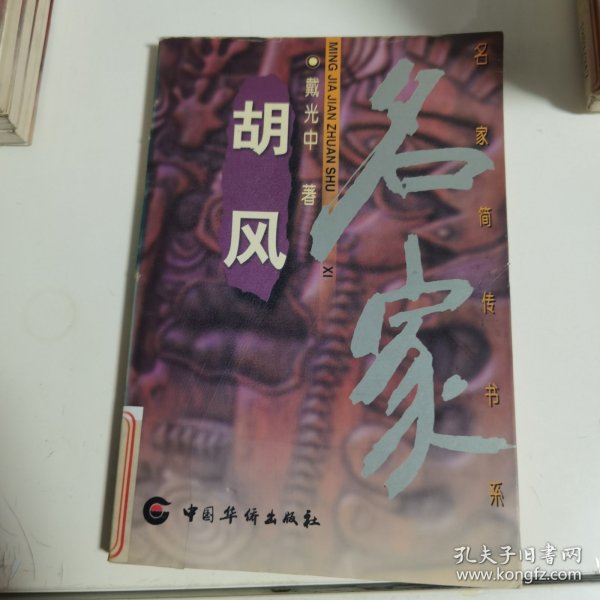 名家简传书系
名家
MING JIA JIAN ZHUAN SHU XI
戴光中 著
胡风
中国华侨出版社
孔夫子旧书网
www.kongfz.com